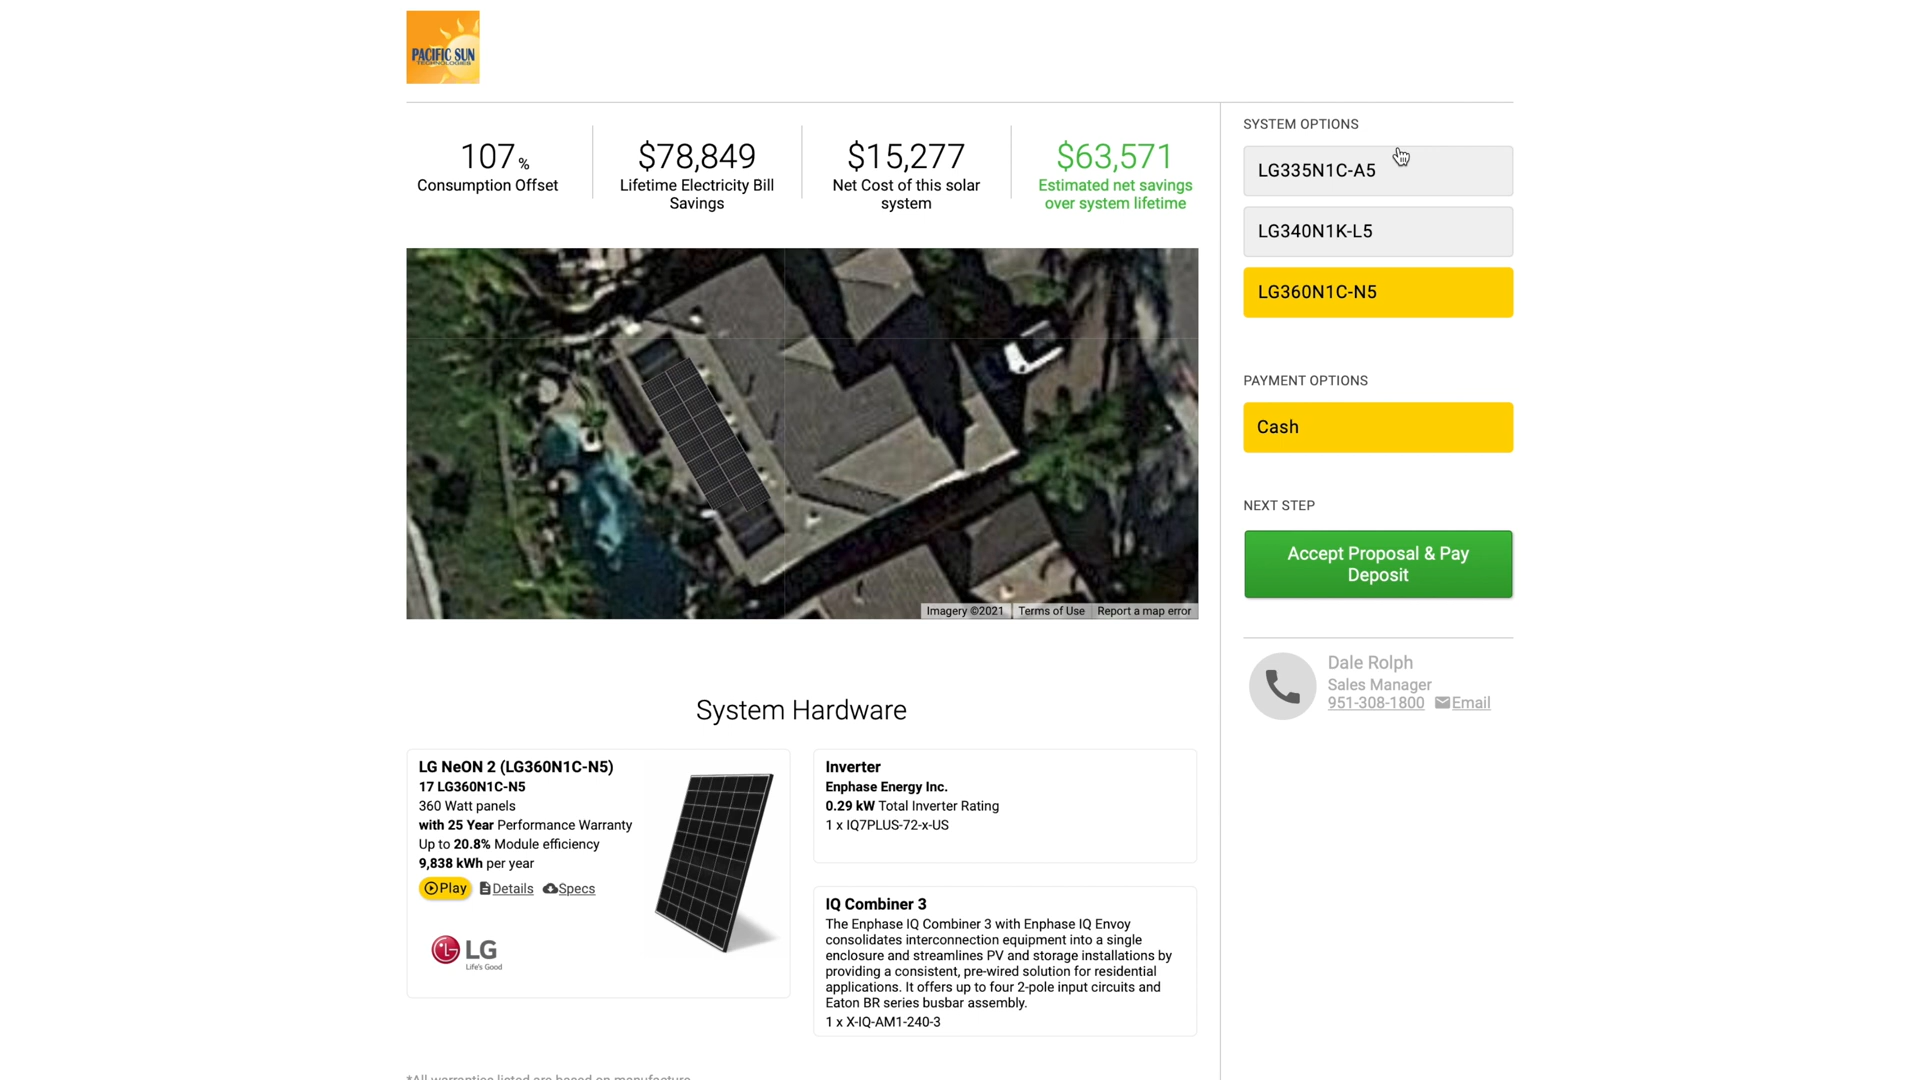 PACIFIC SUN
TECHNOLOGIES
107 %
Consumption Offset
$78,849
Lifetime Electricity Bill
Savings
$15,277
Net Cost of this solar
system
$63,571
Estimated net savings
over system lifetime
Imagery ©2021
Terms of Use
Report a map error
System Hardware
LG NeON 2 (LG360N1C-N5)
17 LG360N1C-N5
360 Watt panels
with 25 Year Performance Warranty
Up to 20.8% Module efficiency
9,838 kWh per year
Play Details Specs
LG
Life's Good
Inverter
Enphase Energy Inc.
0.29 kW Total Inverter Rating
1 x IQ7PLUS-72-x-US
IQ Combiner 3
The Enphase IQ Combiner 3 with Enphase IQ Envoy
consolidates interconnection equipment into a single
enclosure and streamlines PV and storage installations by
providing a consistent, pre-wired solution for residential
applications. It offers up to four 2-pole input circuits and
Eaton BR series busbar assembly.
1 x X-IQ-AM1-240-3
*All warranties listed are based on manufacture
SYSTEM OPTIONS
LG335N1C-A5
LG340N1K-L5
LG360N1C-N5
PAYMENT OPTIONS
Cash
NEXT STEP
Accept Proposal & Pay
Deposit
Dale Rolph
Sales Manager
951-308-1800 Email